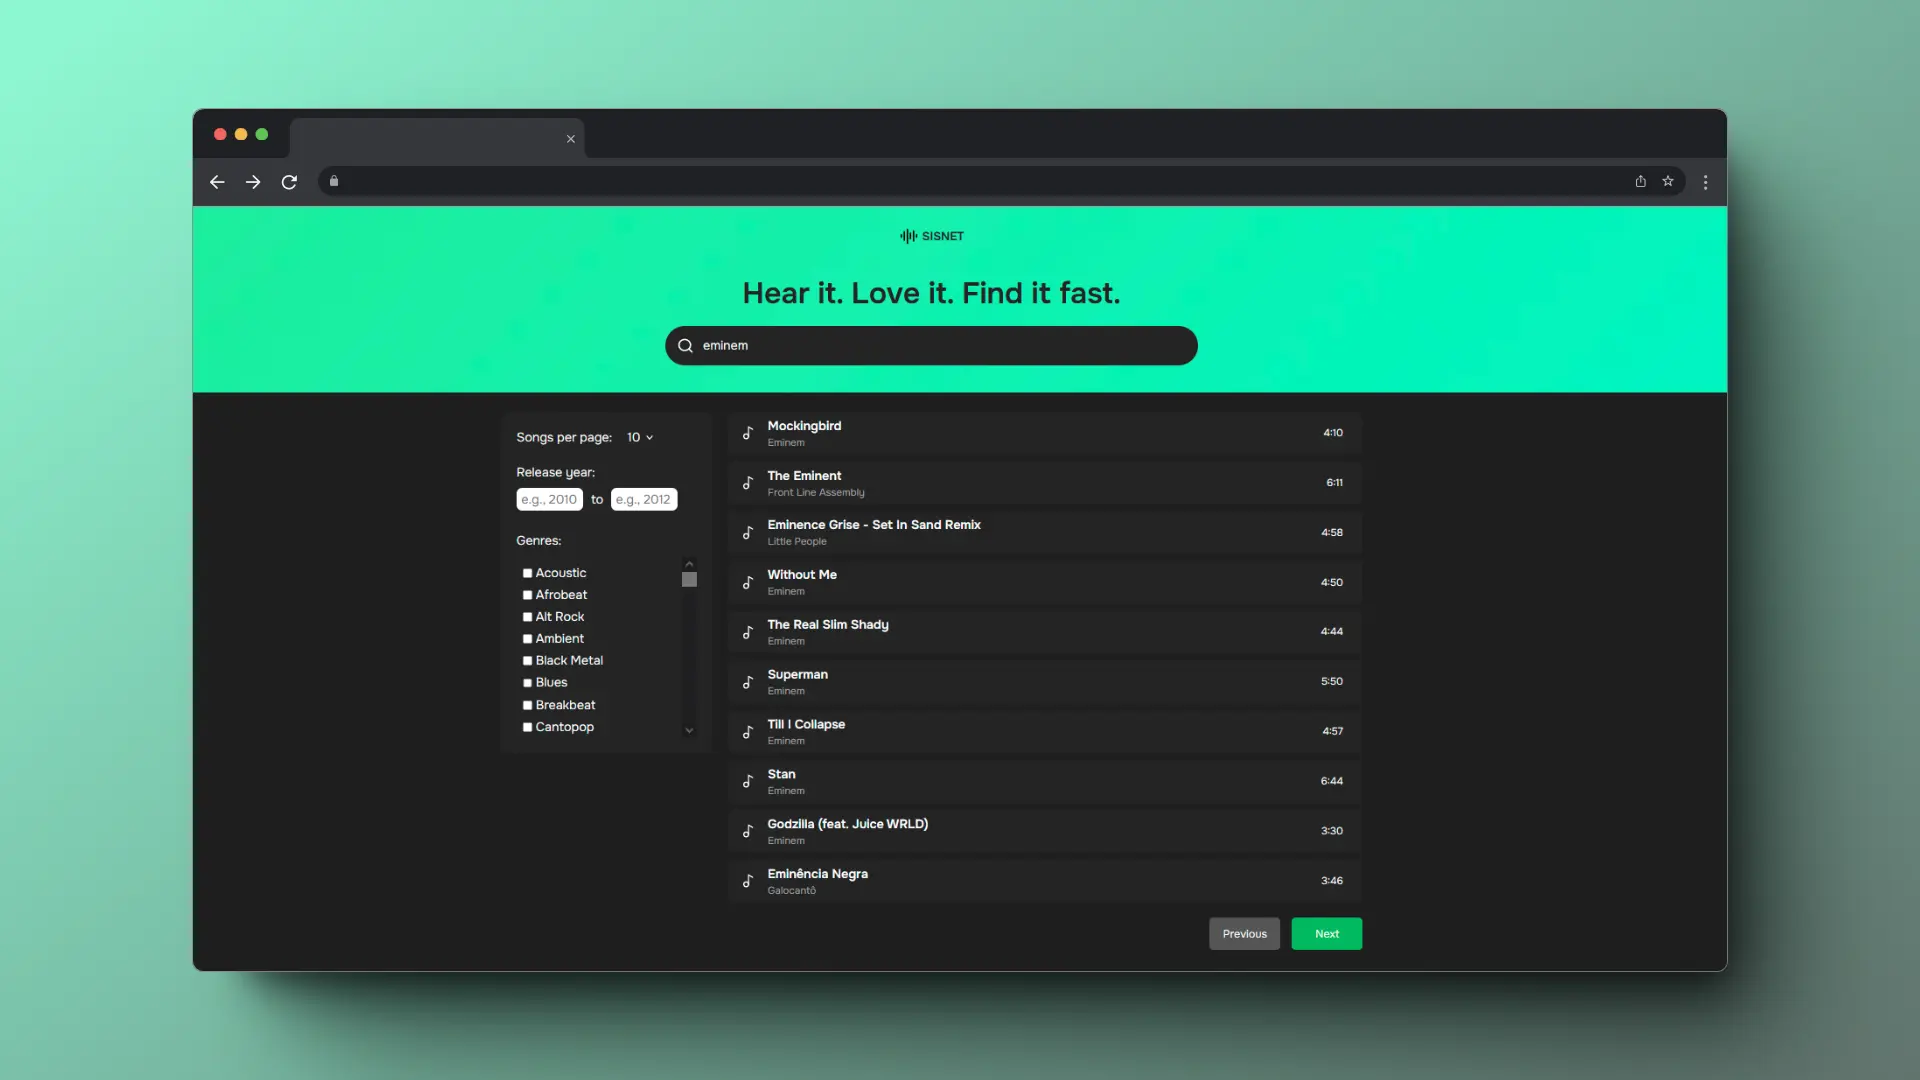 SISNET
Hear it. Love it. Find it fast.
eminem
Songs per page: 10
Release year:
e.g., 2010 to e.g., 2012
Genres:
Acoustic
Afrobeat
Alt Rock
Ambient
Black Metal
Blues
Breakbeat
Cantopop
Mockingbird
Eminem
4:10
The Eminent
Front Line Assembly
6:11
Eminence Grise - Set In Sand Remix
Little People
4:58
Without Me
Eminem
4:50
The Real Slim Shady
Eminem
4:44
Superman
Eminem
5:50
Till I Collapse
Eminem
4:57
Stan
Eminem
6:44
Godzilla (feat. Juice WRLD)
Eminem
3:30
Eminência Negra
Galocantô
3:46
Previous
Next